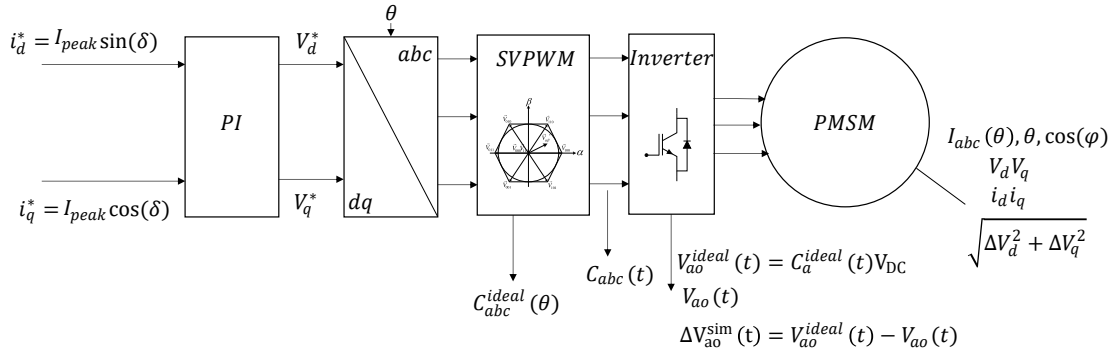 θ
i_d^* = I_peak sin(δ)
V_d^*
abc
SVPWM
Inverter
β
α
PI
PMSM
I_abc(θ), θ, cos(φ)
V_d V_q
i_d i_q
√(ΔV_d^2 + ΔV_q^2)
i_q^* = I_peak cos(δ)
V_q^*
dq
C_abc^ideal(θ)
C_abc(t)
V_ao^ideal(t) = C_a^ideal(t)V_DC
V_ao(t)
ΔV_ao^sim(t) = V_ao^ideal(t) − V_ao(t)